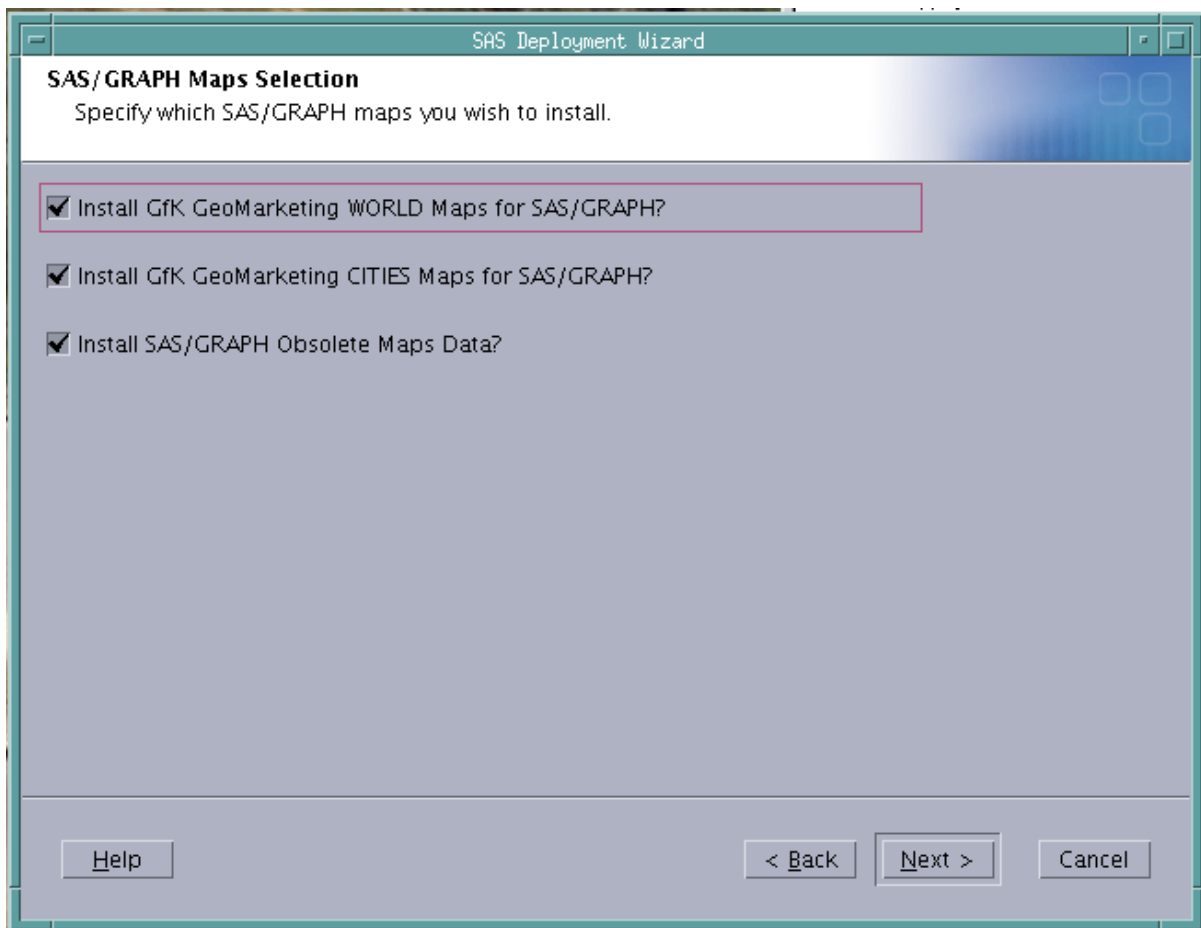 SAS Deployment Wizard
SAS/GRAPH Maps Selection
Specify which SAS/GRAPH maps you wish to install.
Install GfK GeoMarketing WORLD Maps for SAS/GRAPH?
Install GfK GeoMarketing CITIES Maps for SAS/GRAPH?
Install SAS/GRAPH Obsolete Maps Data?
Help
< Back
Next >
Cancel